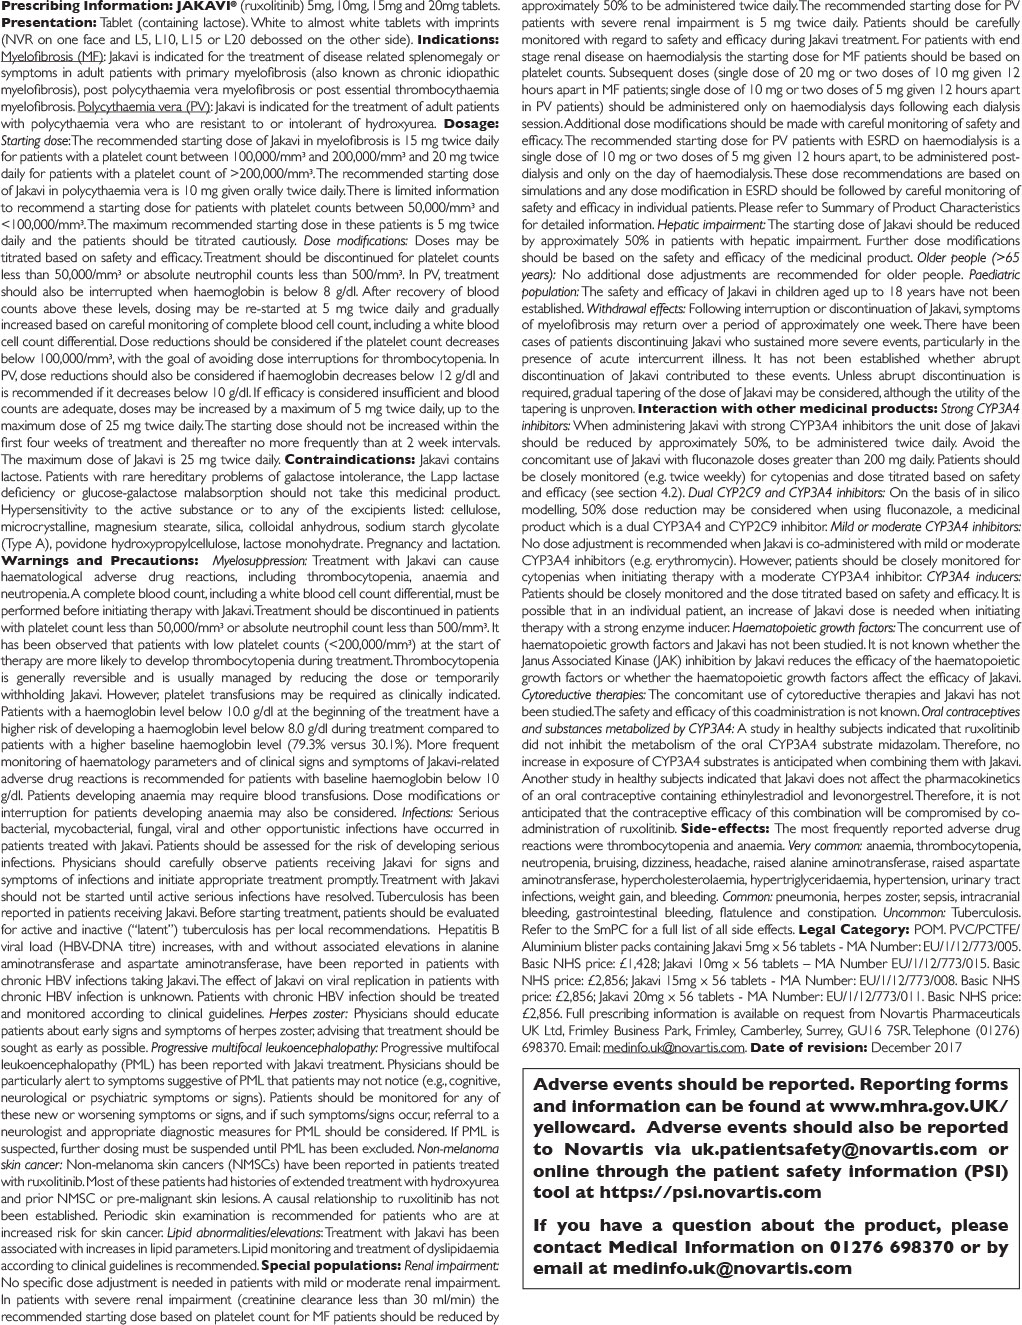 Prescribing Information: JAKAVI® (ruxolitinib) 5mg, 10mg, 15mg and 20mg tablets.
Presentation: Tablet (containing lactose). White to almost white tablets with imprints
(NVR on one face and L5, L10, L15 or L20 debossed on the other side). Indications:
Myelofibrosis (MF): Jakavi is indicated for the treatment of disease related splenomegaly or
symptoms in adult patients with primary myelofibrosis (also known as chronic idiopathic
myelofibrosis), post polycythaemia vera myelofibrosis or post essential thrombocythaemia
myelofibrosis. Polycythaemia vera (PV): Jakavi is indicated for the treatment of adult patients
with polycythaemia vera who are resistant to or intolerant of hydroxyurea. Dosage:
Starting dose: The recommended starting dose of Jakavi in myelofibrosis is 15 mg twice daily
for patients with a platelet count between 100,000/mm³ and 200,000/mm³ and 20 mg twice
daily for patients with a platelet count of >200,000/mm³. The recommended starting dose
of Jakavi in polycythaemia vera is 10 mg given orally twice daily. There is limited information
to recommend a starting dose for patients with platelet counts between 50,000/mm³ and
<100,000/mm³. The maximum recommended starting dose in these patients is 5 mg twice
daily and the patients should be titrated cautiously. Dose modifications: Doses may be
titrated based on safety and efficacy. Treatment should be discontinued for platelet counts
less than 50,000/mm³ or absolute neutrophil counts less than 500/mm³. In PV, treatment
should also be interrupted when haemoglobin is below 8 g/dl. After recovery of blood
counts above these levels, dosing may be re-started at 5 mg twice daily and gradually
increased based on careful monitoring of complete blood cell count, including a white blood
cell count differential. Dose reductions should be considered if the platelet count decreases
below 100,000/mm³, with the goal of avoiding dose interruptions for thrombocytopenia. In
PV, dose reductions should also be considered if haemoglobin decreases below 12 g/dl and
is recommended if it decreases below 10 g/dl. If efficacy is considered insufficient and blood
counts are adequate, doses may be increased by a maximum of 5 mg twice daily, up to the
maximum dose of 25 mg twice daily. The starting dose should not be increased within the
first four weeks of treatment and thereafter no more frequently than at 2 week intervals.
The maximum dose of Jakavi is 25 mg twice daily. Contraindications: Jakavi contains
lactose. Patients with rare hereditary problems of galactose intolerance, the Lapp lactase
deficiency or glucose-galactose malabsorption should not take this medicinal product.
Hypersensitivity to the active substance or to any of the excipients listed: cellulose,
microcrystalline, magnesium stearate, silica, colloidal anhydrous, sodium starch glycolate
(Type A), povidone hydroxypropylcellulose, lactose monohydrate. Pregnancy and lactation.
Warnings and Precautions: Myelosuppression: Treatment with Jakavi can cause
haematological adverse drug reactions, including thrombocytopenia, anaemia and
neutropenia. A complete blood count, including a white blood cell count differential, must be
performed before initiating therapy with Jakavi. Treatment should be discontinued in patients
with platelet count less than 50,000/mm³ or absolute neutrophil count less than 500/mm³. It
has been observed that patients with low platelet counts (<200,000/mm³) at the start of
therapy are more likely to develop thrombocytopenia during treatment. Thrombocytopenia
is generally reversible and is usually managed by reducing the dose or temporarily
withholding Jakavi. However, platelet transfusions may be required as clinically indicated.
Patients with a haemoglobin level below 10.0 g/dl at the beginning of the treatment have a
higher risk of developing a haemoglobin level below 8.0 g/dl during treatment compared to
patients with a higher baseline haemoglobin level (79.3% versus 30.1%). More frequent
monitoring of haematology parameters and of clinical signs and symptoms of Jakavi-related
adverse drug reactions is recommended for patients with baseline haemoglobin below 10
g/dl. Patients developing anaemia may require blood transfusions. Dose modifications or
interruption for patients developing anaemia may also be considered. Infections: Serious
bacterial, mycobacterial, fungal, viral and other opportunistic infections have occurred in
patients treated with Jakavi. Patients should be assessed for the risk of developing serious
infections. Physicians should carefully observe patients receiving Jakavi for signs and
symptoms of infections and initiate appropriate treatment promptly. Treatment with Jakavi
should not be started until active serious infections have resolved. Tuberculosis has been
reported in patients receiving Jakavi. Before starting treatment, patients should be evaluated
for active and inactive (“latent”) tuberculosis has per local recommendations. Hepatitis B
viral load (HBV-DNA titre) increases, with and without associated elevations in alanine
aminotransferase and aspartate aminotransferase, have been reported in patients with
chronic HBV infections taking Jakavi. The effect of Jakavi on viral replication in patients with
chronic HBV infection is unknown. Patients with chronic HBV infection should be treated
and monitored according to clinical guidelines. Herpes zoster: Physicians should educate
patients about early signs and symptoms of herpes zoster, advising that treatment should be
sought as early as possible. Progressive multifocal leukoencephalopathy: Progressive multifocal
leukoencephalopathy (PML) has been reported with Jakavi treatment. Physicians should be
particularly alert to symptoms suggestive of PML that patients may not notice (e.g., cognitive,
neurological or psychiatric symptoms or signs). Patients should be monitored for any of
these new or worsening symptoms or signs, and if such symptoms/signs occur, referral to a
neurologist and appropriate diagnostic measures for PML should be considered. If PML is
suspected, further dosing must be suspended until PML has been excluded. Non-melanoma
skin cancer: Non-melanoma skin cancers (NMSCs) have been reported in patients treated
with ruxolitinib. Most of these patients had histories of extended treatment with hydroxyurea
and prior NMSC or pre-malignant skin lesions. A causal relationship to ruxolitinib has not
been established. Periodic skin examination is recommended for patients who are at
increased risk for skin cancer. Lipid abnormalities/elevations: Treatment with Jakavi has been
associated with increases in lipid parameters. Lipid monitoring and treatment of dyslipidaemia
according to clinical guidelines is recommended. Special populations: Renal impairment:
No specific dose adjustment is needed in patients with mild or moderate renal impairment.
In patients with severe renal impairment (creatinine clearance less than 30 ml/min) the
recommended starting dose based on platelet count for MF patients should be reduced by
approximately 50% to be administered twice daily. The recommended starting dose for PV
patients with severe renal impairment is 5 mg twice daily. Patients should be carefully
monitored with regard to safety and efficacy during Jakavi treatment. For patients with end
stage renal disease on haemodialysis the starting dose for MF patients should be based on
platelet counts. Subsequent doses (single dose of 20 mg or two doses of 10 mg given 12
hours apart in MF patients; single dose of 10 mg or two doses of 5 mg given 12 hours apart
in PV patients) should be administered only on haemodialysis days following each dialysis
session. Additional dose modifications should be made with careful monitoring of safety and
efficacy. The recommended starting dose for PV patients with ESRD on haemodialysis is a
single dose of 10 mg or two doses of 5 mg given 12 hours apart, to be administered post-
dialysis and only on the day of haemodialysis. These dose recommendations are based on
simulations and any dose modification in ESRD should be followed by careful monitoring of
safety and efficacy in individual patients. Please refer to Summary of Product Characteristics
for detailed information. Hepatic impairment: The starting dose of Jakavi should be reduced
by approximately 50% in patients with hepatic impairment. Further dose modifications
should be based on the safety and efficacy of the medicinal product. Older people (>65
years): No additional dose adjustments are recommended for older people. Paediatric
population: The safety and efficacy of Jakavi in children aged up to 18 years have not been
established. Withdrawal effects: Following interruption or discontinuation of Jakavi, symptoms
of myelofibrosis may return over a period of approximately one week. There have been
cases of patients discontinuing Jakavi who sustained more severe events, particularly in the
presence of acute intercurrent illness. It has not been established whether abrupt
discontinuation of Jakavi contributed to these events. Unless abrupt discontinuation is
required, gradual tapering of the dose of Jakavi may be considered, although the utility of the
tapering is unproven. Interaction with other medicinal products: Strong CYP3A4
inhibitors: When administering Jakavi with strong CYP3A4 inhibitors the unit dose of Jakavi
should be reduced by approximately 50%, to be administered twice daily. Avoid the
concomitant use of Jakavi with fluconazole doses greater than 200 mg daily. Patients should
be closely monitored (e.g. twice weekly) for cytopenias and dose titrated based on safety
and efficacy (see section 4.2). Dual CYP2C9 and CYP3A4 inhibitors: On the basis of in silico
modelling, 50% dose reduction may be considered when using fluconazole, a medicinal
product which is a dual CYP3A4 and CYP2C9 inhibitor. Mild or moderate CYP3A4 inhibitors:
No dose adjustment is recommended when Jakavi is co-administered with mild or moderate
CYP3A4 inhibitors (e.g. erythromycin). However, patients should be closely monitored for
cytopenias when initiating therapy with a moderate CYP3A4 inhibitor. CYP3A4 inducers:
Patients should be closely monitored and the dose titrated based on safety and efficacy. It is
possible that in an individual patient, an increase of Jakavi dose is needed when initiating
therapy with a strong enzyme inducer. Haematopoietic growth factors: The concurrent use of
haematopoietic growth factors and Jakavi has not been studied. It is not known whether the
Janus Associated Kinase (JAK) inhibition by Jakavi reduces the efficacy of the haematopoietic
growth factors or whether the haematopoietic growth factors affect the efficacy of Jakavi.
Cytoreductive therapies: The concomitant use of cytoreductive therapies and Jakavi has not
been studied. The safety and efficacy of this coadministration is not known. Oral contraceptives
and substances metabolized by CYP3A4: A study in healthy subjects indicated that ruxolitinib
did not inhibit the metabolism of the oral CYP3A4 substrate midazolam. Therefore, no
increase in exposure of CYP3A4 substrates is anticipated when combining them with Jakavi.
Another study in healthy subjects indicated that Jakavi does not affect the pharmacokinetics
of an oral contraceptive containing ethinylestradiol and levonorgestrel. Therefore, it is not
anticipated that the contraceptive efficacy of this combination will be compromised by co-
administration of ruxolitinib. Side-effects: The most frequently reported adverse drug
reactions were thrombocytopenia and anaemia. Very common: anaemia, thrombocytopenia,
neutropenia, bruising, dizziness, headache, raised alanine aminotransferase, raised aspartate
aminotransferase, hypercholesterolaemia, hypertriglyceridaemia, hypertension, urinary tract
infections, weight gain, and bleeding. Common: pneumonia, herpes zoster, sepsis, intracranial
bleeding, gastrointestinal bleeding, flatulence and constipation. Uncommon: Tuberculosis.
Refer to the SmPC for a full list of all side effects. Legal Category: POM. PVC/PCTFE/
Aluminium blister packs containing Jakavi 5mg x 56 tablets - MA Number: EU/1/12/773/005.
Basic NHS price: £1,428; Jakavi 10mg x 56 tablets – MA Number EU/1/12/773/015. Basic
NHS price: £2,856; Jakavi 15mg x 56 tablets - MA Number: EU/1/12/773/008. Basic NHS
price: £2,856; Jakavi 20mg x 56 tablets - MA Number: EU/1/12/773/011. Basic NHS price:
£2,856. Full prescribing information is available on request from Novartis Pharmaceuticals
UK Ltd, Frimley Business Park, Frimley, Camberley, Surrey, GU16 7SR. Telephone (01276)
698370. Email: medinfo.uk@novartis.com. Date of revision: December 2017
Adverse events should be reported. Reporting forms
and information can be found at www.mhra.gov.UK/
yellowcard. Adverse events should also be reported
to Novartis via uk.patientsafety@novartis.com or
online through the patient safety information (PSI)
tool at https://psi.novartis.com
If you have a question about the product, please
contact Medical Information on 01276 698370 or by
email at medinfo.uk@novartis.com